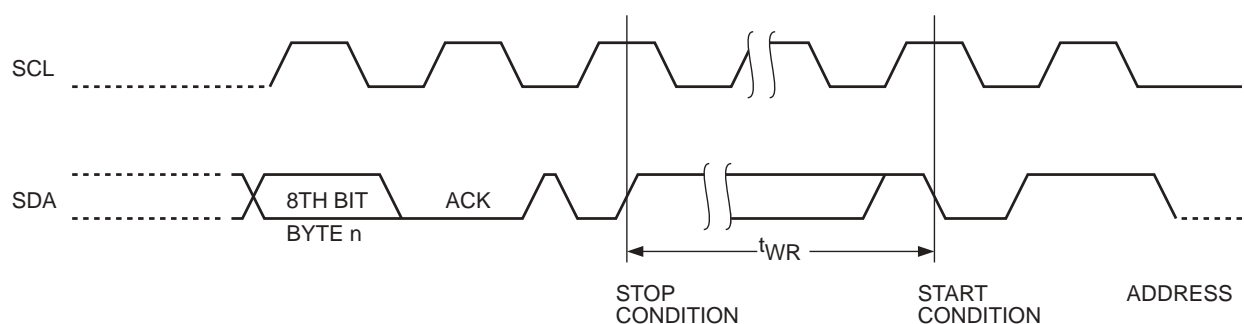 SCL
SDA
8TH BIT
BYTE n
ACK
tWR
STOP
CONDITION
START
CONDITION
ADDRESS